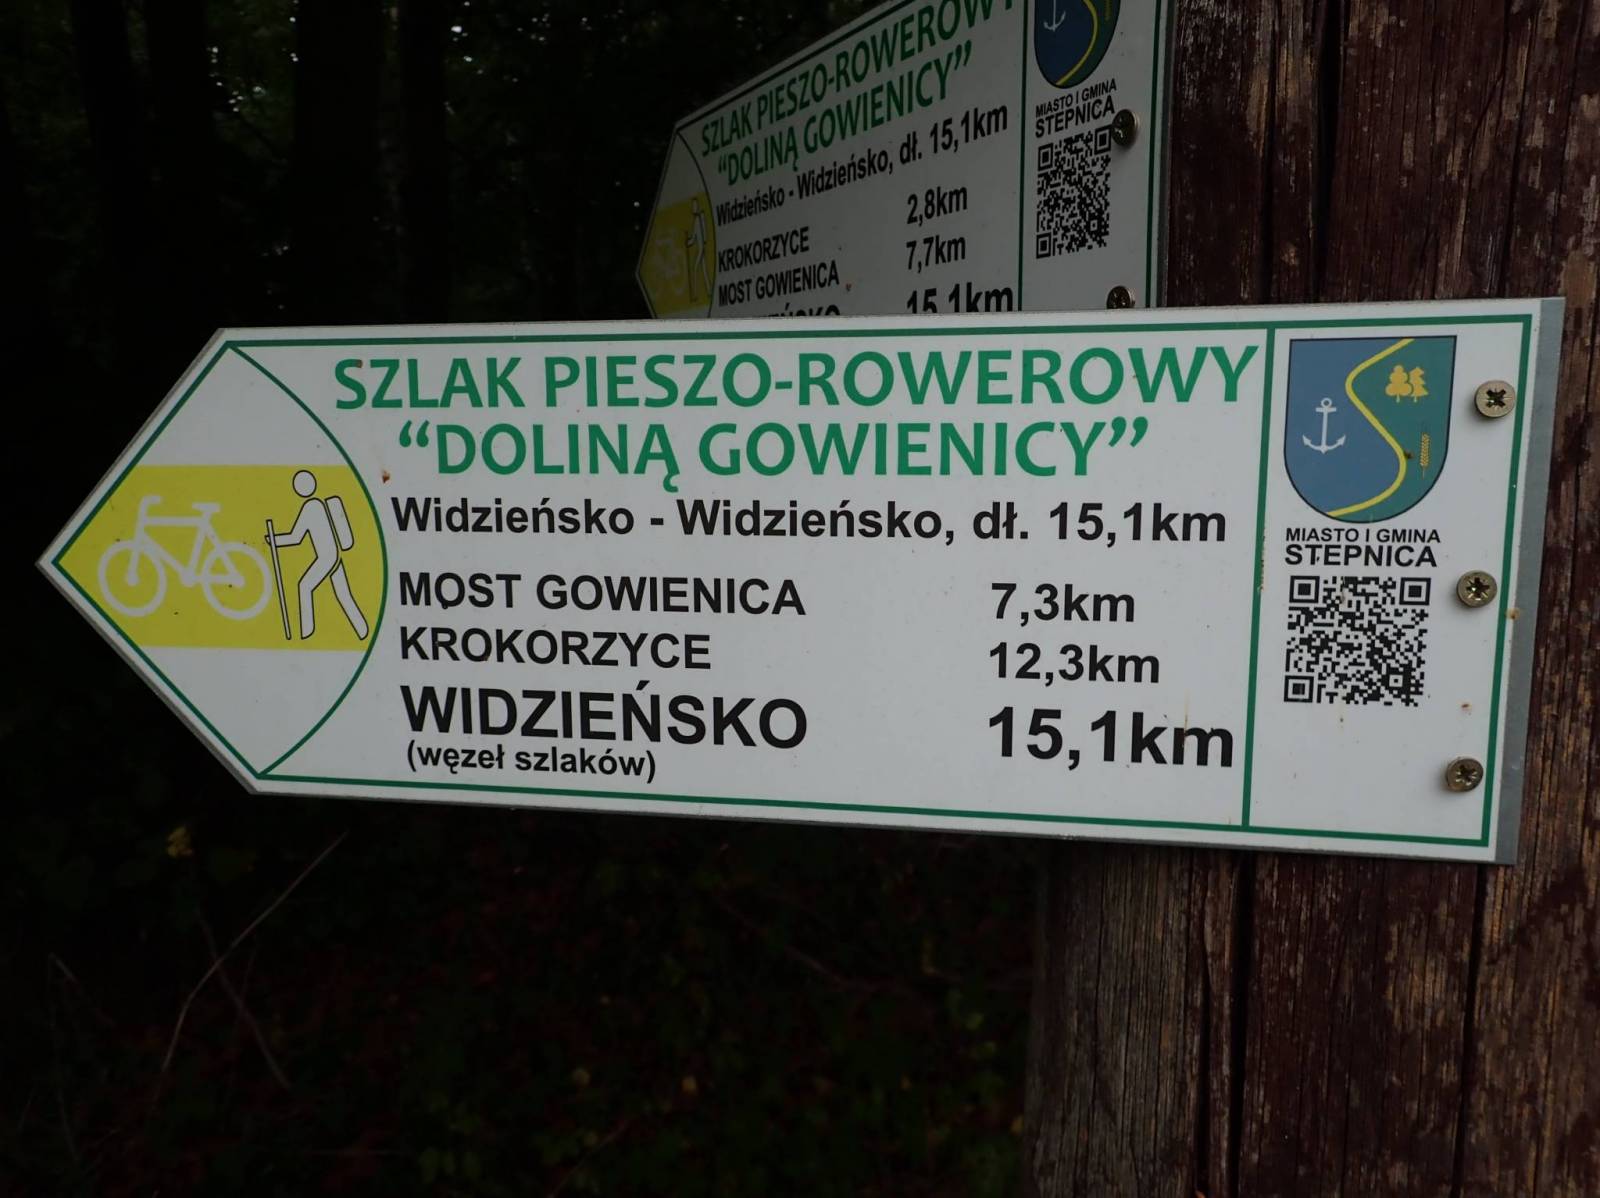 SZLAK PIESZO-ROWEROWY
“DOLINĄ GOWIENICY”
Widzieńsko - Widzieńsko, dł. 15,1km
KROKORZYCE 2,8km
MOST GOWIENICA 7,7km
15,1km
MIASTO I GMINA
STEPNICA
SZLAK PIESZO-ROWEROWY
“DOLINĄ GOWIENICY”
Widzieńsko - Widzieńsko, dł. 15,1km
MOST GOWIENICA 7,3km
KROKORZYCE 12,3km
WIDZIEŃSKO 15,1km
(węzeł szlaków)
MIASTO I GMINA
STEPNICA